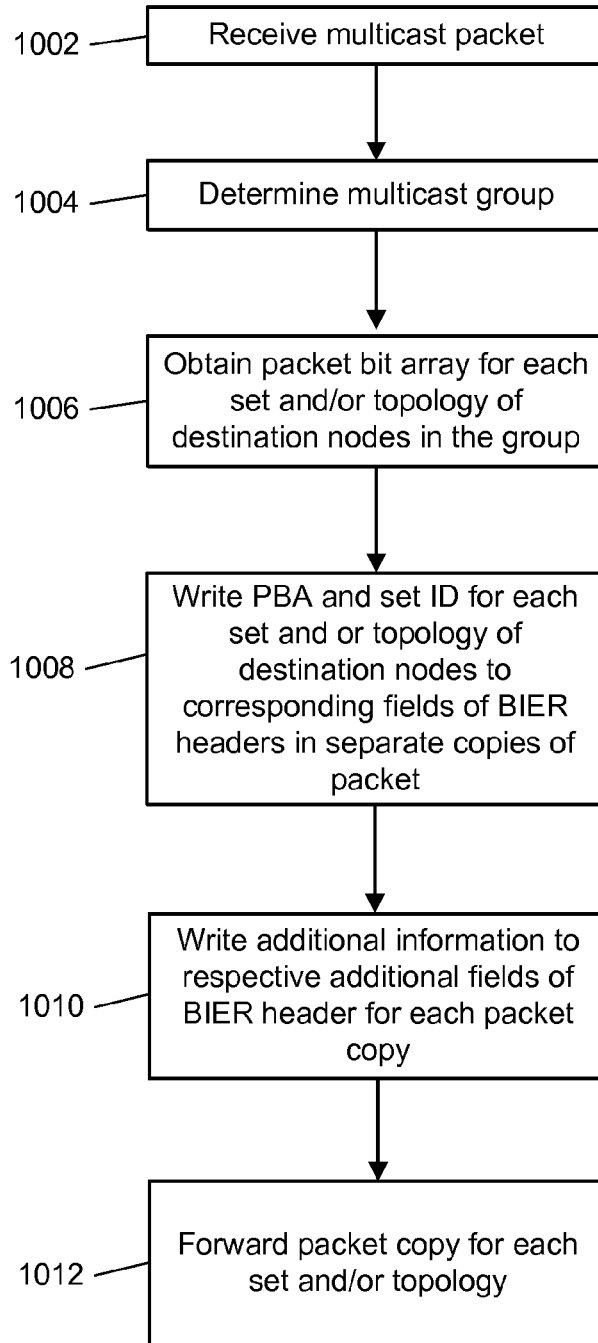 1002
Receive multicast packet
1004
Determine multicast group
1006
Obtain packet bit array for each
set and/or topology of
destination nodes in the group
1008
Write PBA and set ID for each
set and or topology of
destination nodes to
corresponding fields of BIER
headers in separate copies of
packet
1010
Write additional information to
respective additional fields of
BIER header for each packet
copy
1012
Forward packet copy for each
set and/or topology